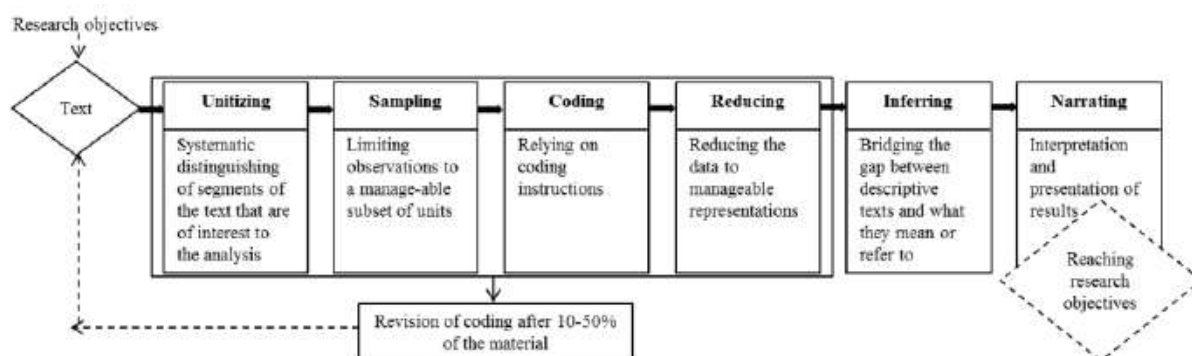 Research objectives
Text
Unitizing
Systematic
distinguishing
of segments of
the text that are
of interest to
the analysis
Sampling
Limiting
observations to
a manage-able
subset of units
Coding
Relying on
coding
instructions
Reducing
Reducing the
data to
manageable
representations
Inferring
Bridging the
gap between
descriptive
texts and what
they mean or
refer to
Narrating
Interpretation
and
presentation of
results
Reaching
research
objectives
Revision of coding after 10-50%
of the material